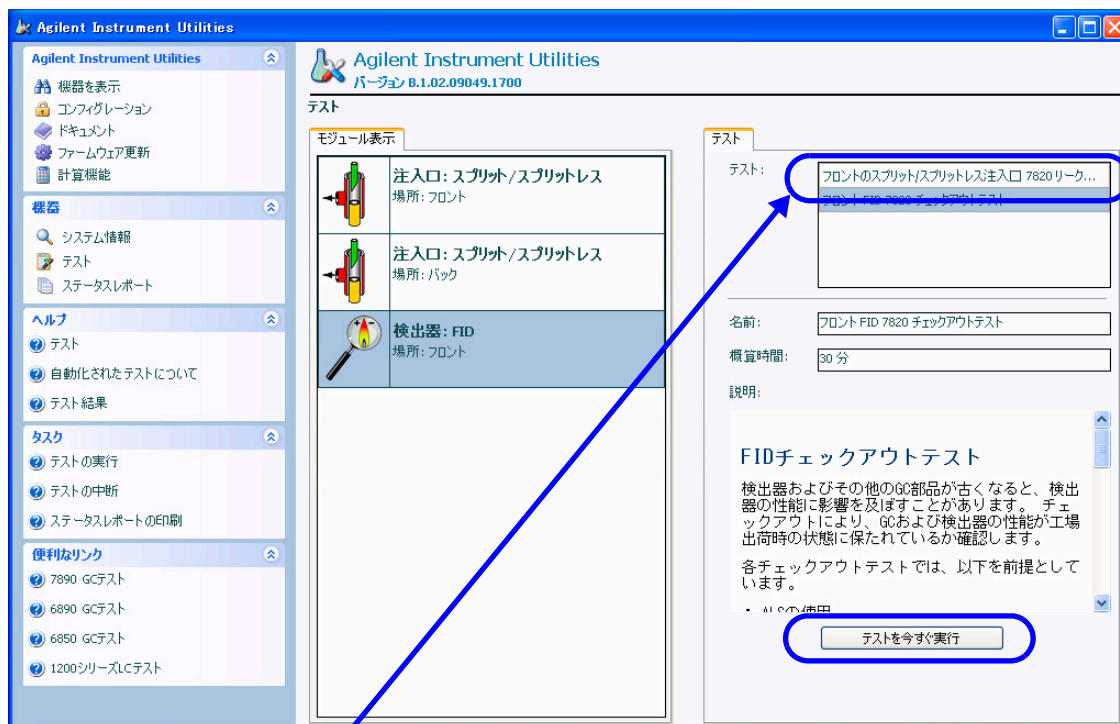 Agilent Instrument Utilities
Agilent Instrument Utilities
機器を表示
コンフィグレーション
ドキュメント
ファームウェア更新
計算機能
機器
システム情報
テスト
ステータスレポート
ヘルプ
テスト
自動化されたテストについて
テスト結果
タスク
テストの実行
テストの中断
ステータスレポートの印刷
便利なリンク
7890 GCテスト
6890 GCテスト
6850 GCテスト
1200シリーズLCテスト
Agilent Instrument Utilities
バージョン B.1.02.09049.1700
テスト
モジュール表示
注入口: スプリット/スプリットレス
場所: フロント
注入口: スプリット/スプリットレス
場所: バック
検出器: FID
場所: フロント
テスト
テスト:
フロントのスプリット/スプリットレス注入口 7820 リーク...
フロント FID 7820 チェックアウトテスト
名前:
フロント FID 7820 チェックアウトテスト
概算時間:
30 分
説明:
FIDチェックアウトテスト
検出器およびその他のGC部品が古くなると、検出
器の性能に影響を及ぼすことがあります。 チェ
ックアウトにより、GCおよび検出器の性能が工場
出荷時の状態に保たれているか確認します。
各チェックアウトテストでは、以下を前提として
います。
• ALSの使用
テストを今すぐ実行